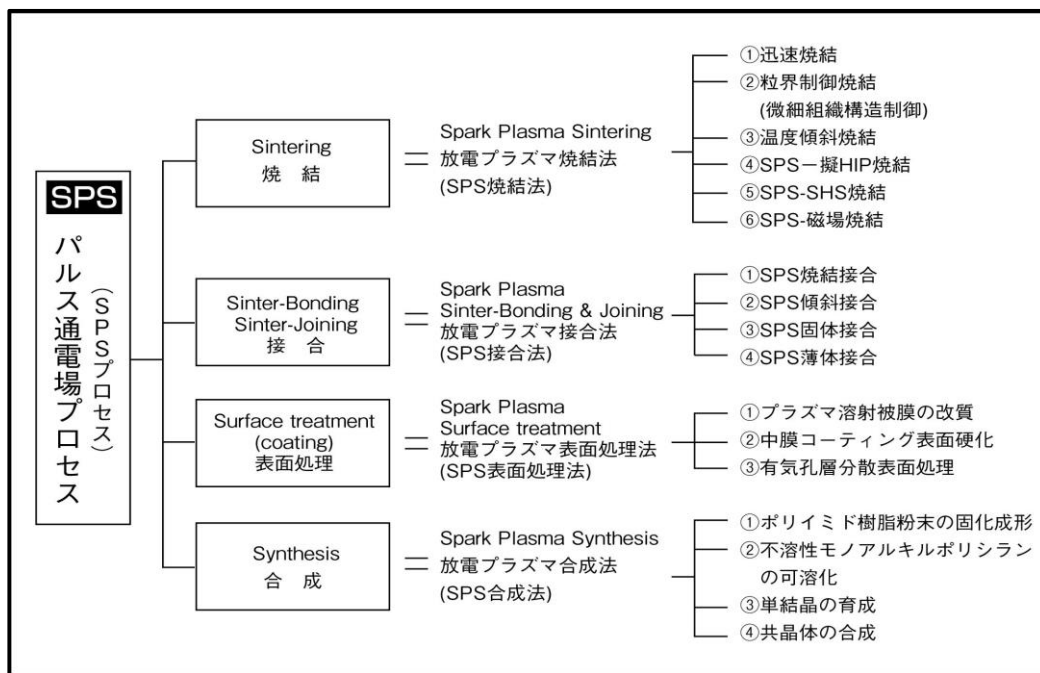 SPS
パルス通電場プロセス
(SPSプロセス)
Sintering
焼 結
Spark Plasma Sintering
放電プラズマ焼結法
(SPS焼結法)
①迅速焼結
②粒界制御焼結
(微細組織構造制御)
③温度傾斜焼結
④SPS－擬HIP焼結
⑤SPS-SHS焼結
⑥SPS-磁場焼結
Sinter-Bonding
Sinter-Joining
接 合
Spark Plasma
Sinter-Bonding & Joining
放電プラズマ接合法
(SPS接合法)
①SPS焼結接合
②SPS傾斜接合
③SPS固体接合
④SPS薄体接合
Surface treatment
(coating)
表面処理
Spark Plasma
Surface treatment
放電プラズマ表面処理法
(SPS表面処理法)
①プラズマ溶射被膜の改質
②中膜コーティング表面硬化
③有気孔層分散表面処理
Synthesis
合 成
Spark Plasma Synthesis
放電プラズマ合成法
(SPS合成法)
①ポリイミド樹脂粉末の固化成形
②不溶性モノアルキルポリシラン
の可溶化
③単結晶の育成
④共晶体の合成